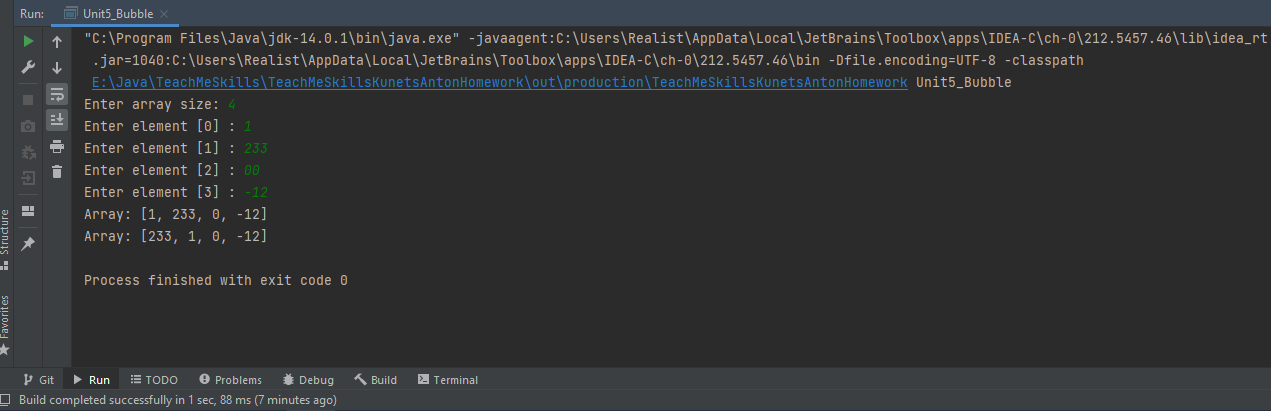 Run: Unit5_Bubble
"C:\Program Files\Java\jdk-14.0.1\bin\java.exe" -javaagent:C:\Users\Realist\AppData\Local\JetBrains\Toolbox\apps\IDEA-C\ch-0\212.5457.46\lib\idea_rt
.jar=1040:C:\Users\Realist\AppData\Local\JetBrains\Toolbox\apps\IDEA-C\ch-0\212.5457.46\bin -Dfile.encoding=UTF-8 -classpath
E:\Java\TeachMeSkills\TeachMeSkillsKunetsAntonHomework\out\production\TeachMeSkillsKunetsAntonHomework Unit5_Bubble
Enter array size: 4
Enter element [0] : 1
Enter element [1] : 233
Enter element [2] : 00
Enter element [3] : -12
Array: [1, 233, 0, -12]
Array: [233, 1, 0, -12]
Process finished with exit code 0
Structure
Favorites
Git Run TODO Problems Debug Build Terminal
Build completed successfully in 1 sec, 88 ms (7 minutes ago)